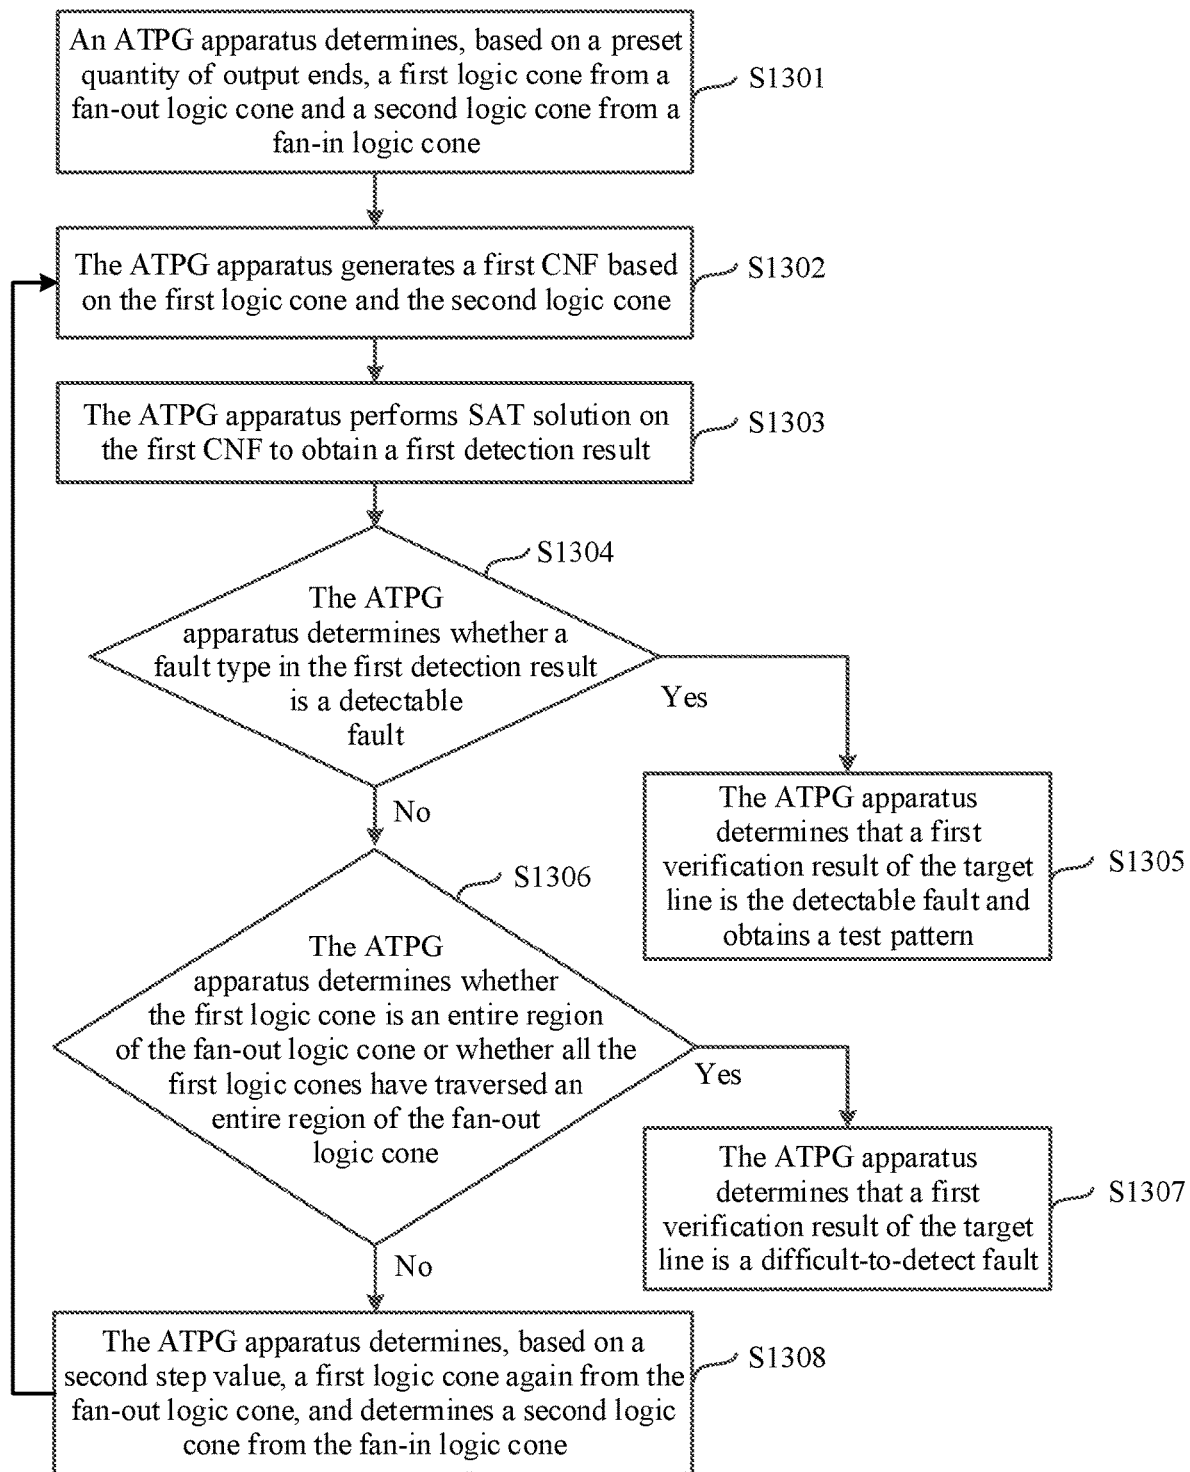 An ATPG apparatus determines, based on a preset
quantity of output ends, a first logic cone from a
fan-out logic cone and a second logic cone from a
fan-in logic cone
S1301
The ATPG apparatus generates a first CNF based
on the first logic cone and the second logic cone
S1302
The ATPG apparatus performs SAT solution on
the first CNF to obtain a first detection result
S1303
S1304
The ATPG
apparatus determines whether a
fault type in the first detection result
is a detectable
fault
Yes
No
The ATPG apparatus
determines that a first
verification result of the target
line is the detectable fault and
obtains a test pattern
S1305
S1306
The ATPG
apparatus determines whether
the first logic cone is an entire region
of the fan-out logic cone or whether all the
first logic cones have traversed an
entire region of the fan-out
logic cone
Yes
No
The ATPG apparatus
determines that a first
verification result of the target
line is a difficult-to-detect fault
S1307
The ATPG apparatus determines, based on a
second step value, a first logic cone again from the
fan-out logic cone, and determines a second logic
cone from the fan-in logic cone
S1308